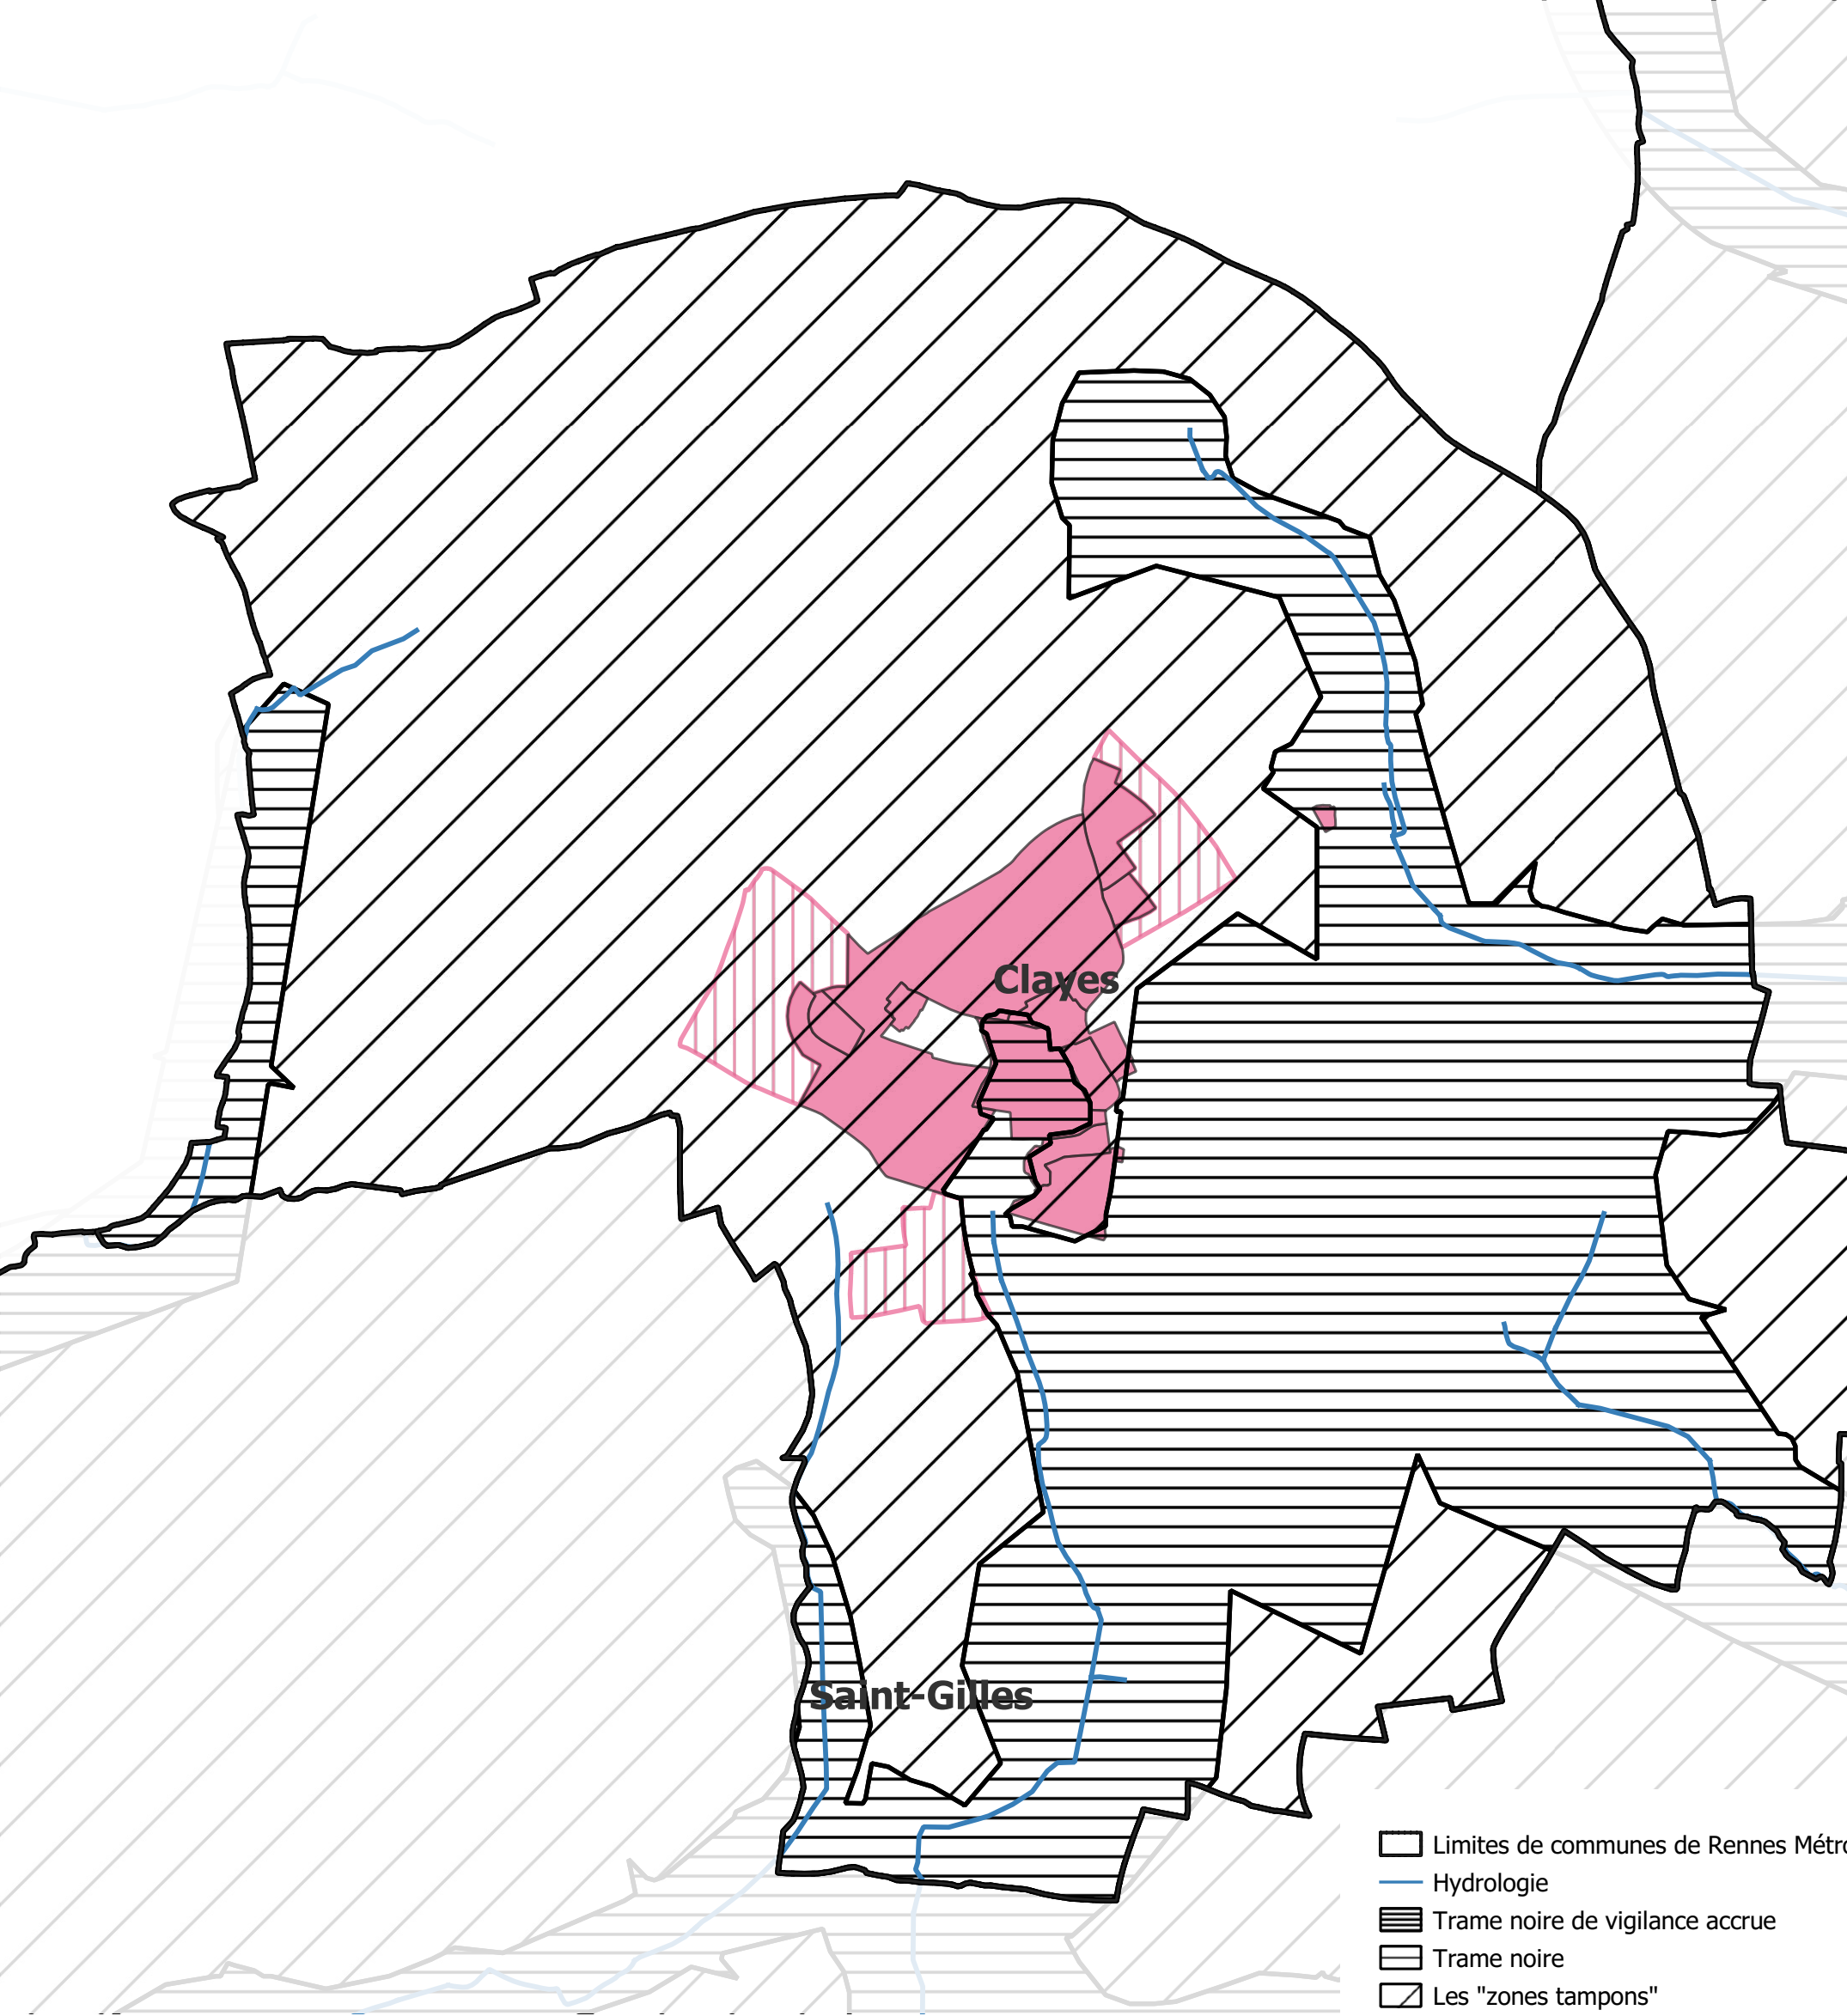 Clayes
Saint-Gilles
Limites de communes de Rennes Métro
Hydrologie
Trame noire de vigilance accrue
Trame noire
Les "zones tampons"